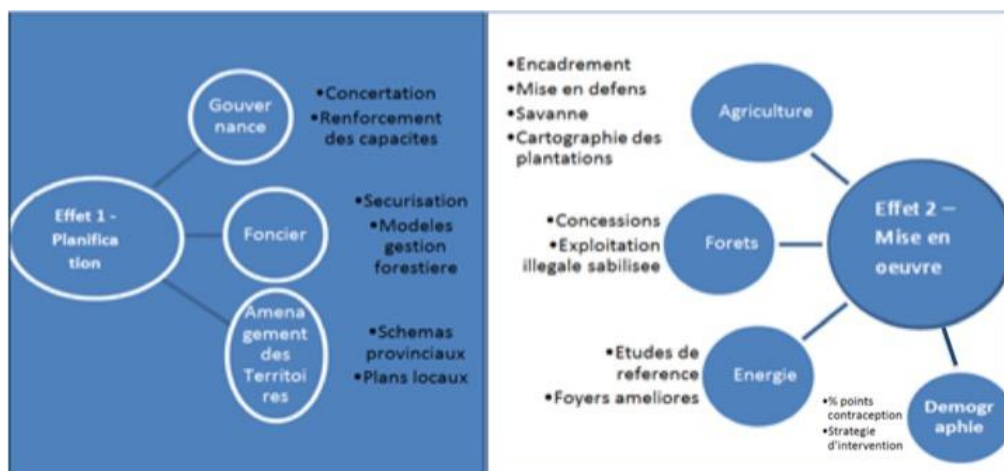 Effet 1 -
Planifica
tion
Gouver
nance
•Concertation
•Renforcement
des capacites
Foncier
•Securisation
•Modeles
gestion
forestiere
Amena
gement
des
Territoi
res
•Schemas
provinciaux
•Plans locaux
Effet 2 –
Mise en
oeuvre
•Encadrement
•Mise en defens
•Savanne
•Cartographie des
plantations
Agriculture
•Concessions
•Exploitation
illegale sabilisee
Forets
•Etudes de
reference
•Foyers ameliores
Energie
•% points
contraception
•Strategie
d'intervention
Demogr
aphie